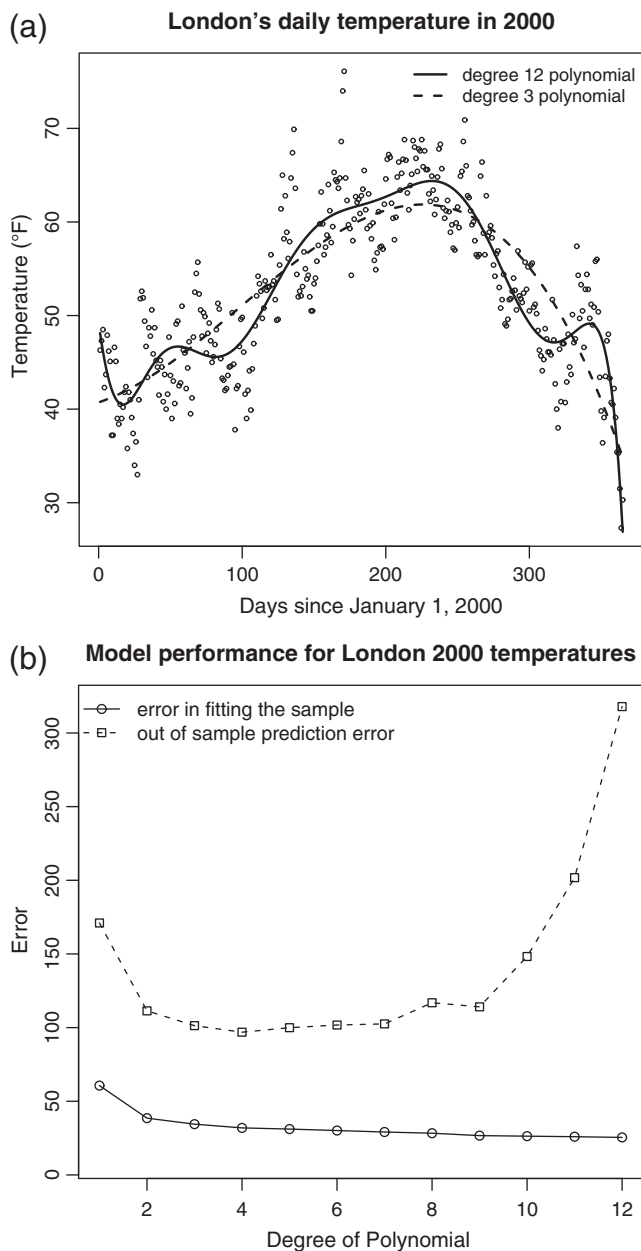 (a) London's daily temperature in 2000
degree 12 polynomial
degree 3 polynomial
Temperature (°F)
70
60
50
40
30
0 100 200 300
Days since January 1, 2000
(b) Model performance for London 2000 temperatures
error in fitting the sample
out of sample prediction error
Error
300
250
200
150
100
50
0
2 4 6 8 10 12
Degree of Polynomial